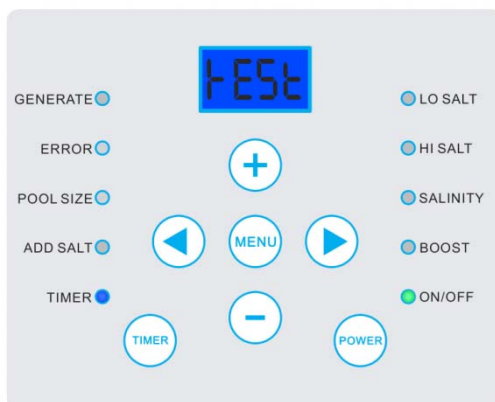 tESt
GENERATE
LO SALT
ERROR
HI SALT
+
POOL SIZE
SALINITY
MENU
ADD SALT
BOOST
TIMER
ON/OFF
−
TIMER
POWER